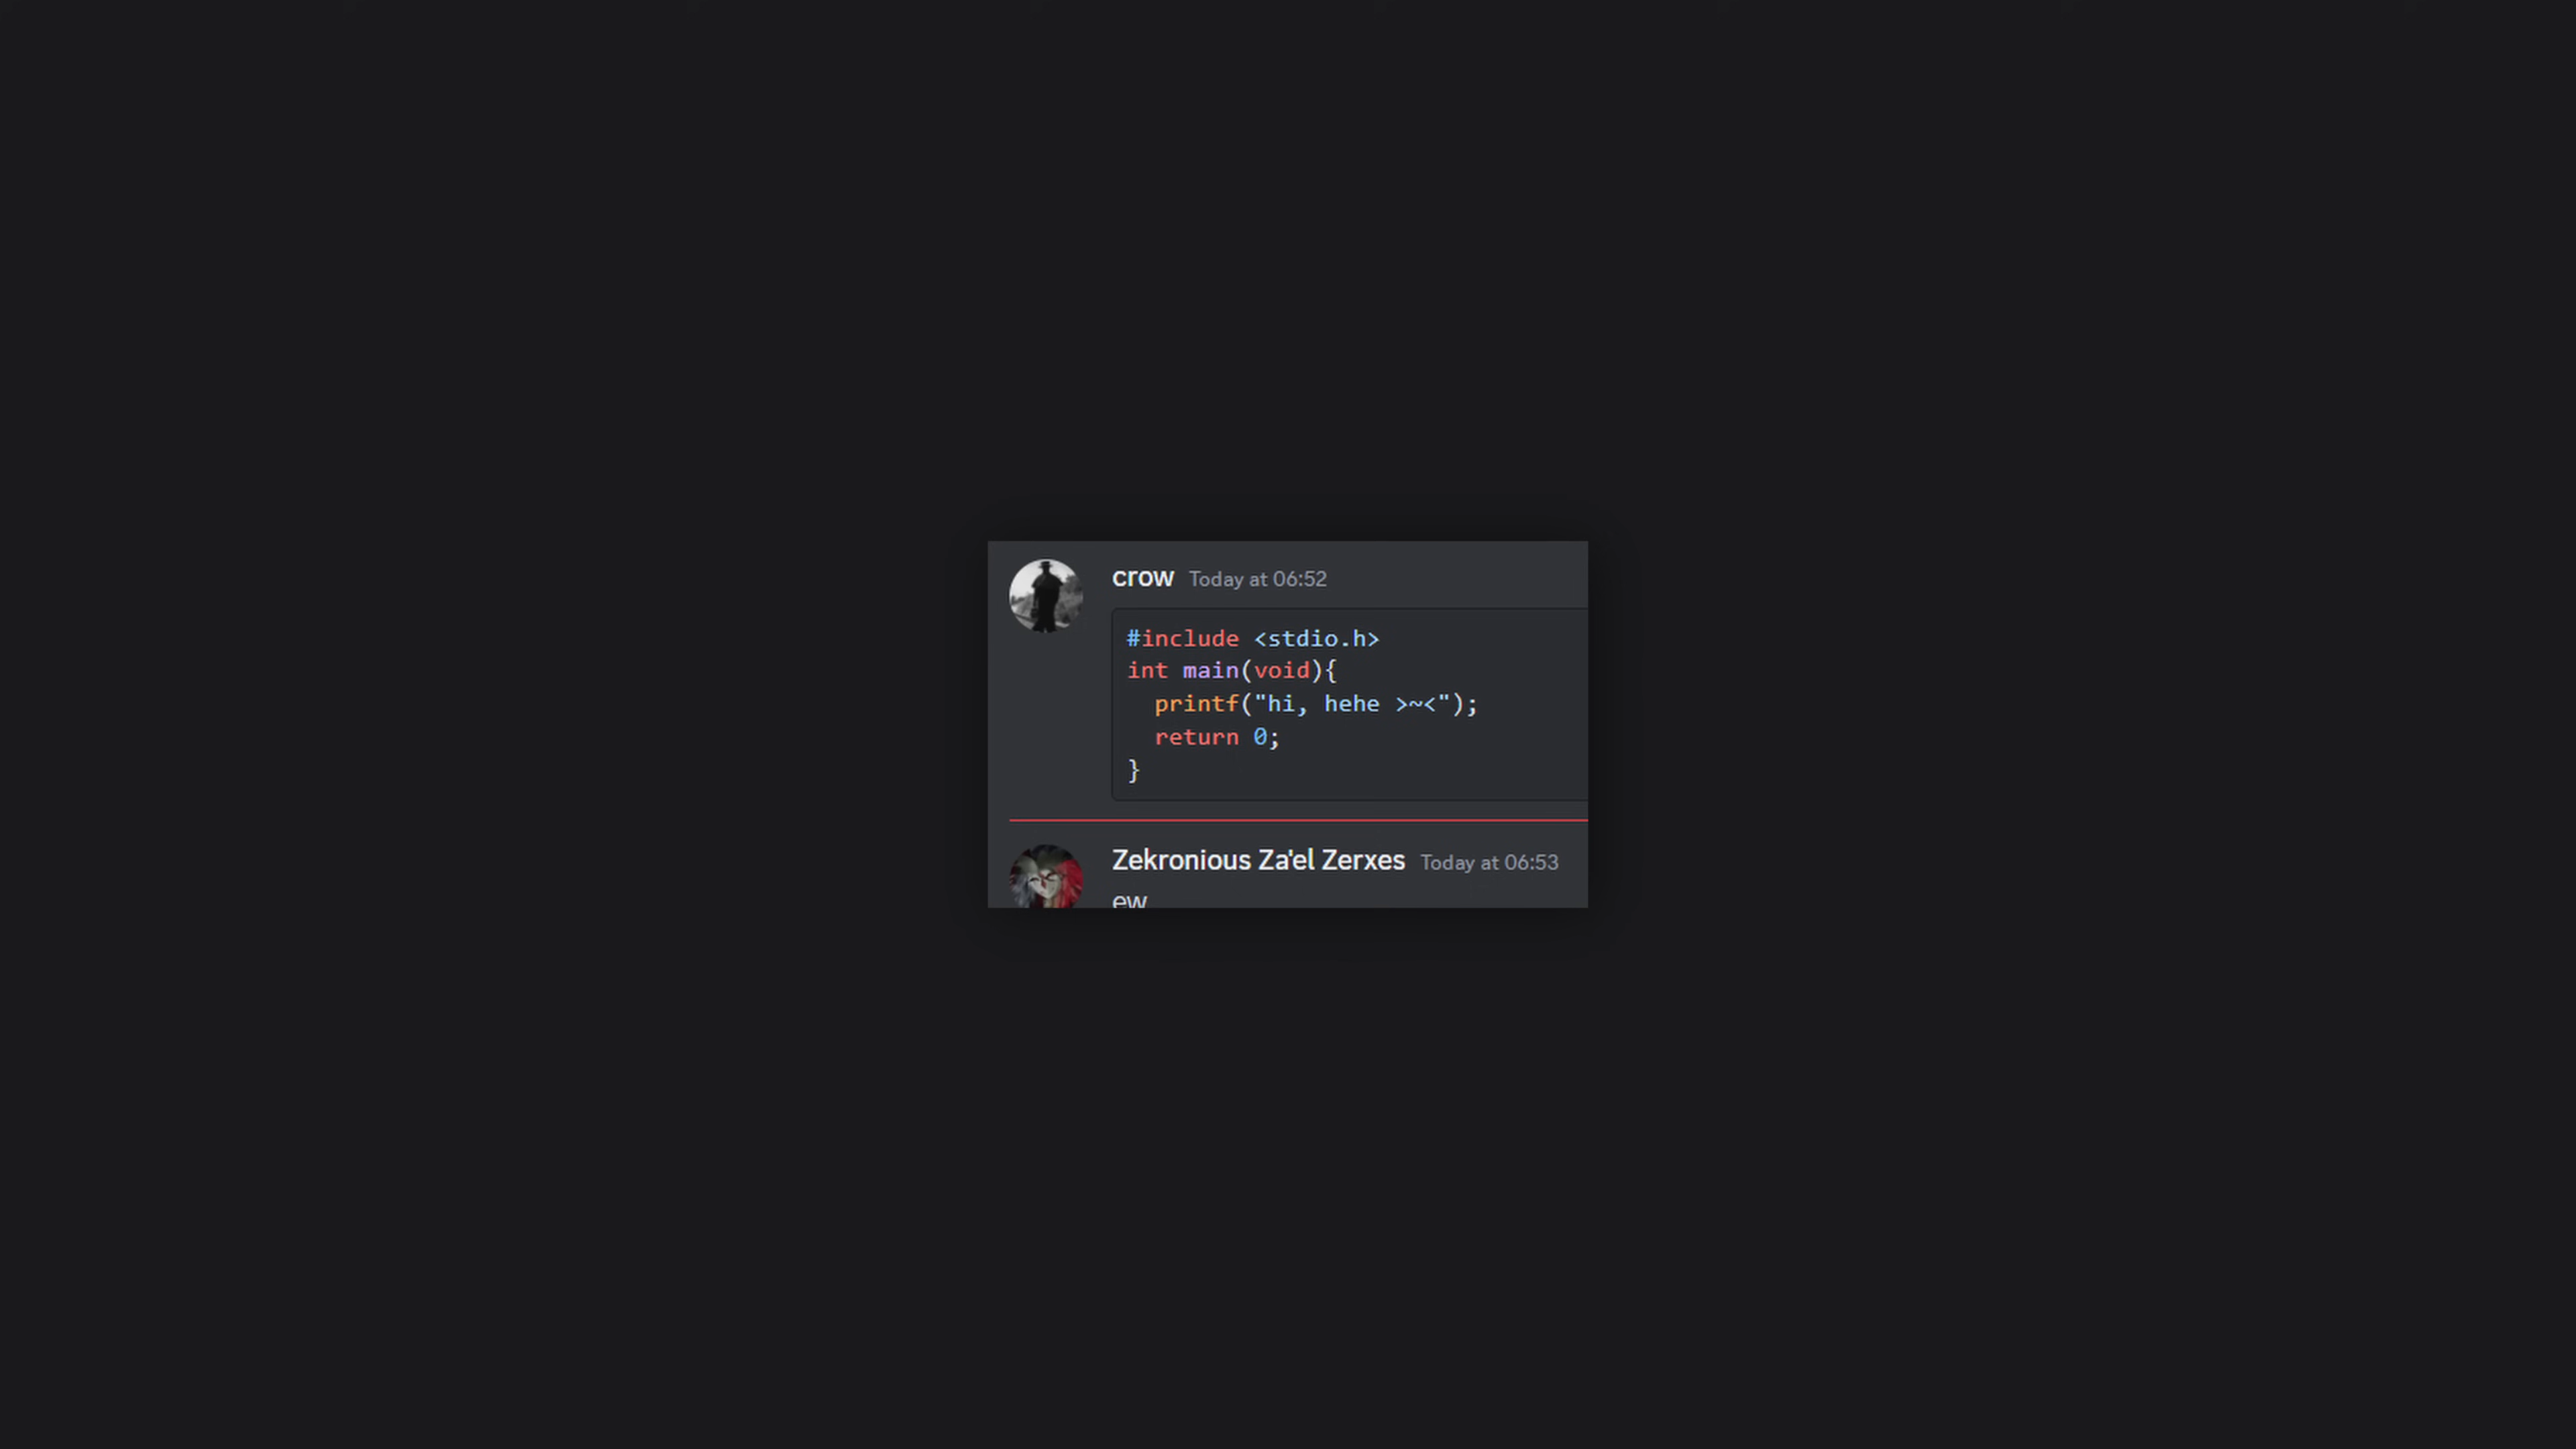 crow Today at 06:52
#include <stdio.h>
int main(void){
  printf("hi, hehe >~<");
  return 0;
}
Zekronious Za'el Zerxes Today at 06:53
ew